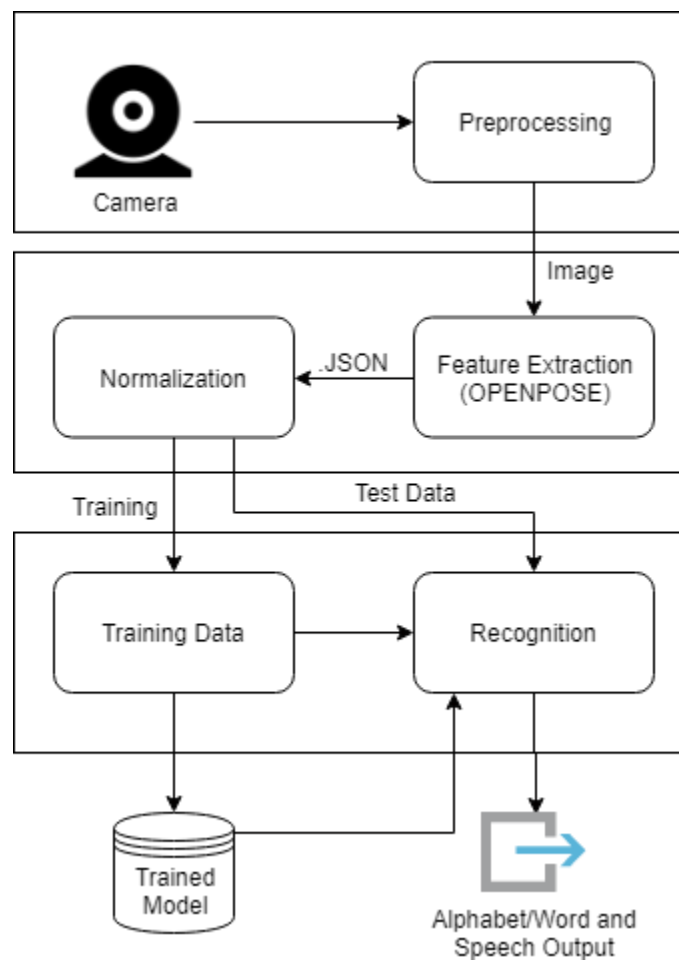 Camera
Preprocessing
Image
Normalization
.JSON
Feature Extraction
(OPENPOSE)
Training
Test Data
Training Data
Recognition
Trained
Model
Alphabet/Word and
Speech Output